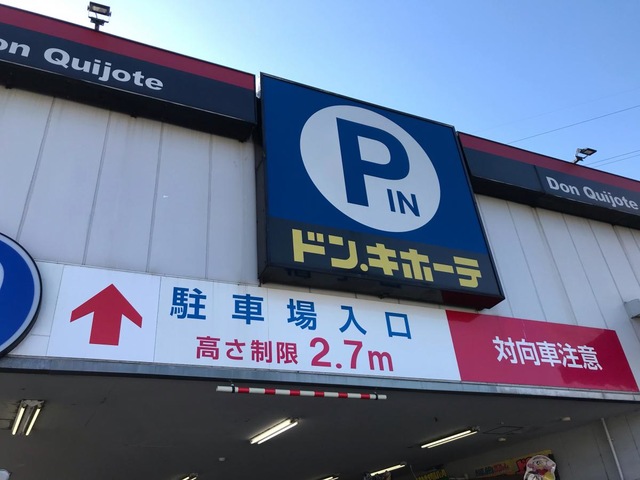 Don Quijote
P IN
ドン.キホーテ
Don Quijote
駐車場入口
高さ制限 2.7m
対向車注意